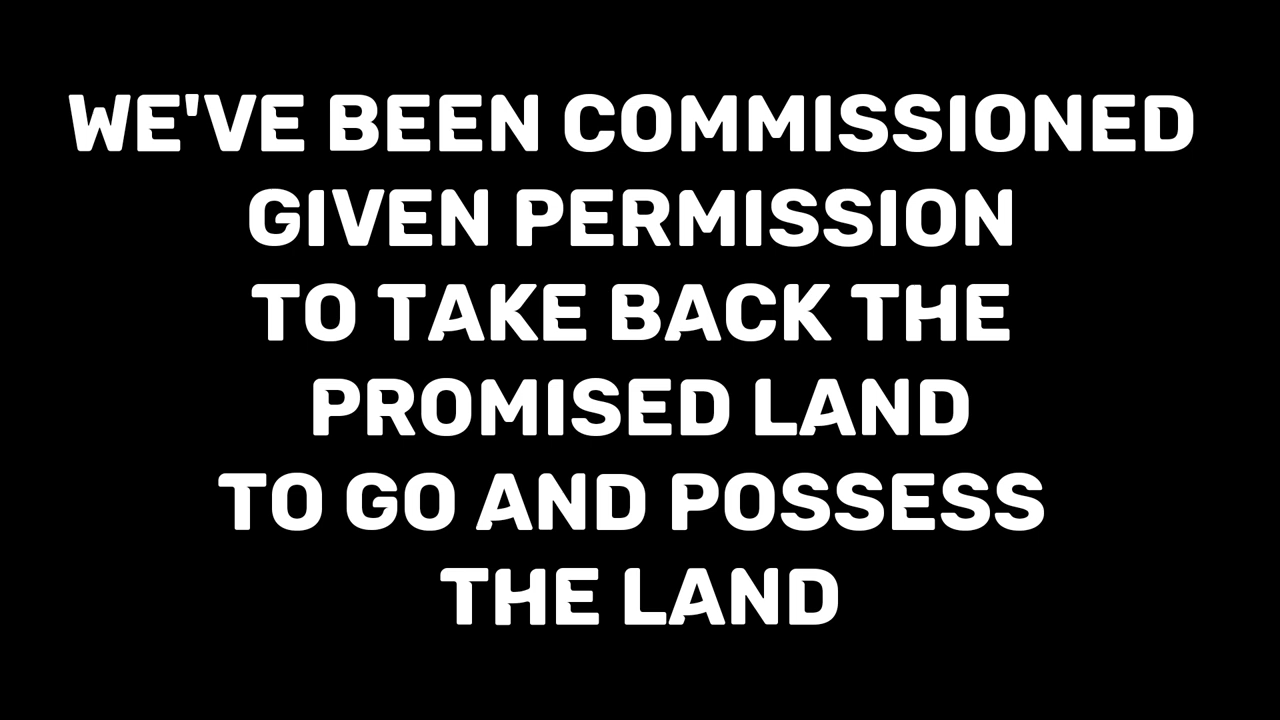 WE'VE BEEN COMMISSIONED
GIVEN PERMISSION
TO TAKE BACK THE
PROMISED LAND
TO GO AND POSSESS
THE LAND